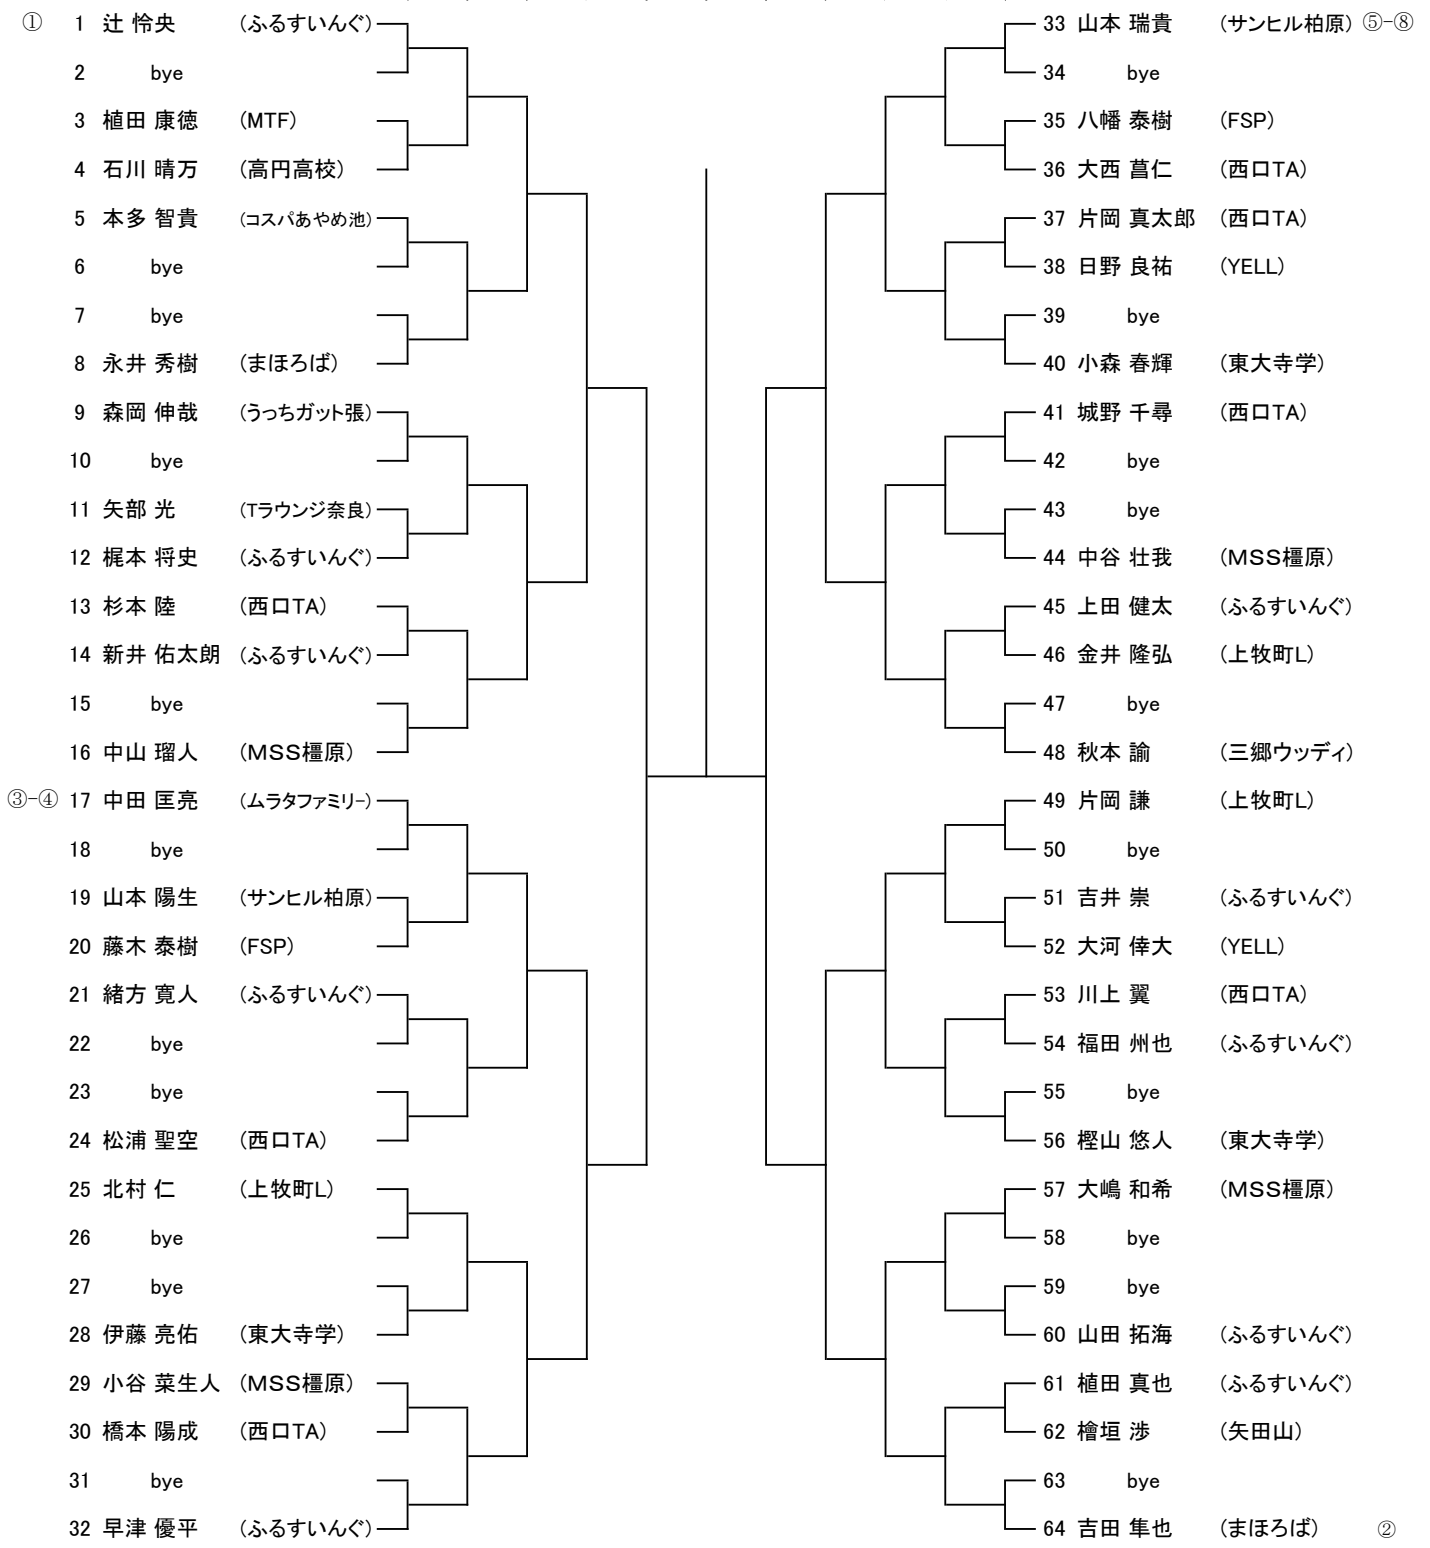 ① 1 辻 怜央 (ふるすいんぐ)
2 bye
3 植田 康徳 (MTF)
4 石川 晴万 (高円高校)
5 本多 智貴 (コスパあやめ池)
6 bye
7 bye
8 永井 秀樹 (まほろば)
9 森岡 伸哉 (うっちガット張)
10 bye
11 矢部 光 (Tラウンジ奈良)
12 梶本 将史 (ふるすいんぐ)
13 杉本 陸 (西口TA)
14 新井 佑太朗 (ふるすいんぐ)
15 bye
16 中山 瑠人 (MSS橿原)
③-④ 17 中田 匡亮 (ムラタファミリー)
18 bye
19 山本 陽生 (サンヒル柏原)
20 藤木 泰樹 (FSP)
21 緒方 寛人 (ふるすいんぐ)
22 bye
23 bye
24 松浦 聖空 (西口TA)
25 北村 仁 (上牧町L)
26 bye
27 bye
28 伊藤 亮佑 (東大寺学)
29 小谷 菜生人 (MSS橿原)
30 橋本 陽成 (西口TA)
31 bye
32 早津 優平 (ふるすいんぐ)
33 山本 瑞貴 (サンヒル柏原) ⑤-⑧
34 bye
35 八幡 泰樹 (FSP)
36 大西 菖仁 (西口TA)
37 片岡 真太郎 (西口TA)
38 日野 良祐 (YELL)
39 bye
40 小森 春輝 (東大寺学)
41 城野 千尋 (西口TA)
42 bye
43 bye
44 中谷 壮我 (MSS橿原)
45 上田 健太 (ふるすいんぐ)
46 金井 隆弘 (上牧町L)
47 bye
48 秋本 諭 (三郷ウッディ)
49 片岡 謙 (上牧町L)
50 bye
51 吉井 崇 (ふるすいんぐ)
52 大河 倖大 (YELL)
53 川上 翼 (西口TA)
54 福田 州也 (ふるすいんぐ)
55 bye
56 樫山 悠人 (東大寺学)
57 大嶋 和希 (MSS橿原)
58 bye
59 bye
60 山田 拓海 (ふるすいんぐ)
61 植田 真也 (ふるすいんぐ)
62 檜垣 渉 (矢田山)
63 bye
64 吉田 隼也 (まほろば) ②